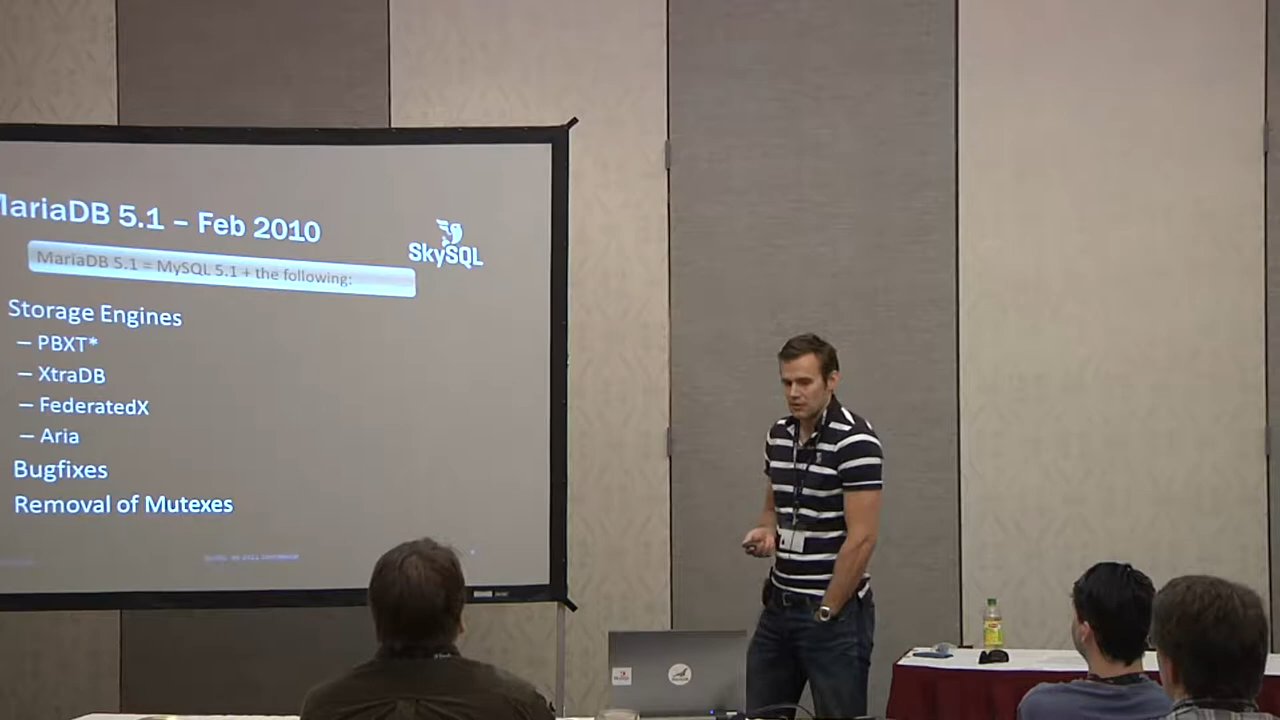 MariaDB 5.1 – Feb 2010
SkySQL
MariaDB 5.1 = MySQL 5.1 + the following:
Storage Engines
– PBXT*
– XtraDB
– FederatedX
– Aria
Bugfixes
Removal of Mutexes